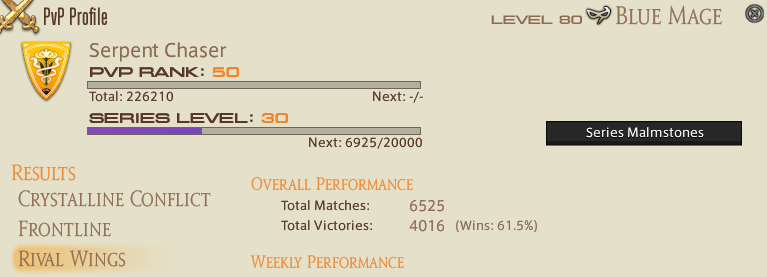 PvP Profile
LEVEL 80 BLUE MAGE
Serpent Chaser
PVP RANK: 50
Total: 226210 Next: -/-
SERIES LEVEL: 30
Next: 6925/20000
Series Malmstones
RESULTS
CRYSTALLINE CONFLICT
FRONTLINE
RIVAL WINGS
OVERALL PERFORMANCE
Total Matches: 6525
Total Victories: 4016 (Wins: 61.5%)
WEEKLY PERFORMANCE